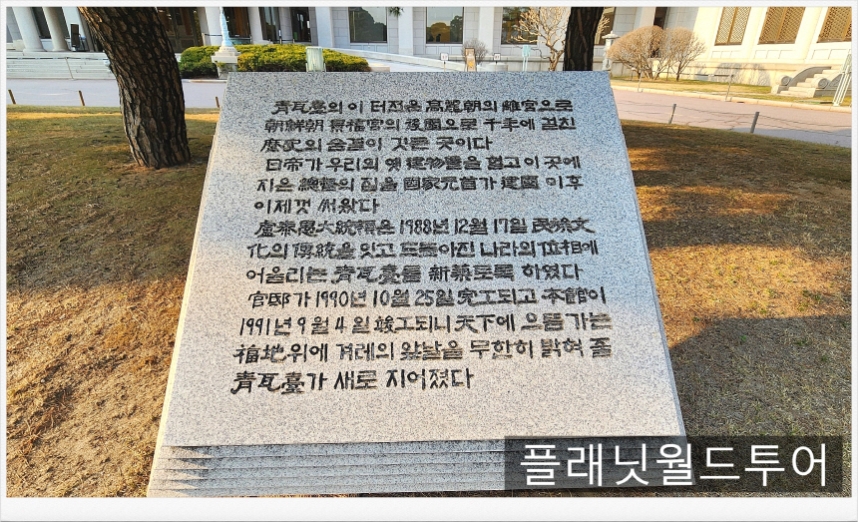 靑瓦臺의 이 터전은 高麗朝의 離宮으로
朝鮮朝 景福宮의 後園으로 千年에 걸친
歷史의 숨결이 깃든 곳이다
日帝가 우리의 옛 建物들을 헐고 이 곳에
지은 總督의 집을 國家元首가 建國 이후
이제껏 써왔다
盧泰愚大統領은 1988년 12월 17일 民族文
化의 傳統을 잇고 드높아진 나라의 位相에
어울리는 靑瓦臺를 新築토록 하였다
官邸가 1990년 10월 25일 完工되고 本館이
1991년 9월 4일 竣工되니 天下에 으뜸가는
福地위에 겨레의 앞날을 무한히 밝혀 줄
靑瓦臺가 새로 지어졌다
플래닛월드투어